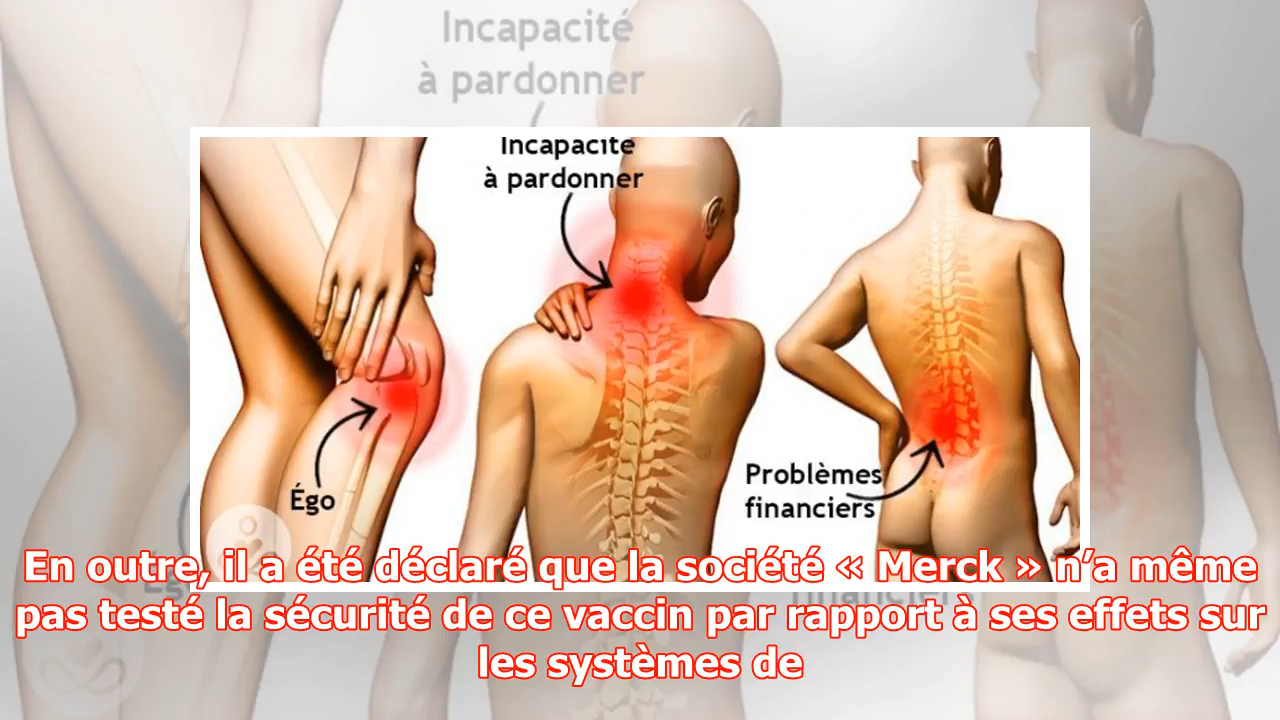 Incapacité
à pardonner
Incapacité
à pardonner
Égo
Problèmes
financiers
En outre, il a été déclaré que la société « Merck » n’a même
pas testé la sécurité de ce vaccin par rapport à ses effets sur
les systèmes de